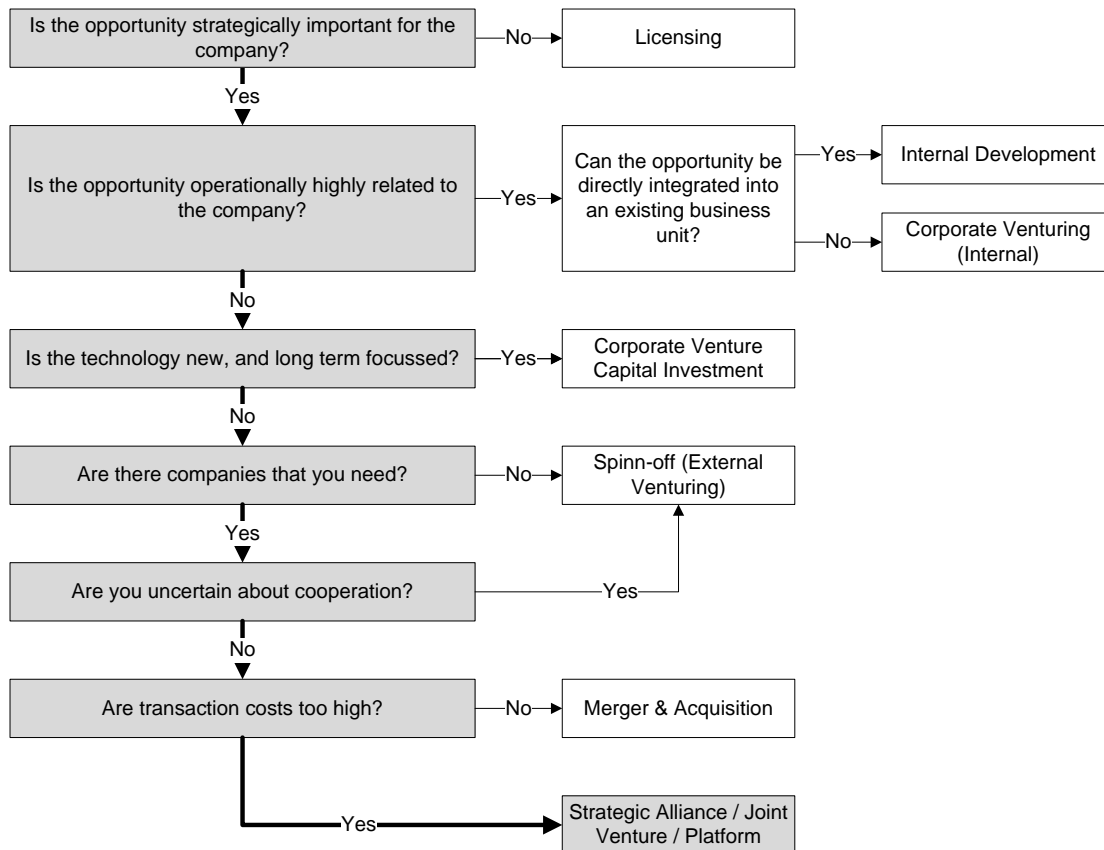 Is the opportunity strategically important for the
company?
No
Licensing
Yes
Is the opportunity operationally highly related to
the company?
Yes
Can the opportunity be
directly integrated into
an existing business
unit?
Yes
Internal Development
No
Corporate Venturing
(Internal)
No
Is the technology new, and long term focussed?
Yes
Corporate Venture
Capital Investment
No
Are there companies that you need?
No
Spinn-off (External
Venturing)
Yes
Are you uncertain about cooperation?
Yes
No
Are transaction costs too high?
No
Merger & Acquisition
Yes
Strategic Alliance / Joint
Venture / Platform